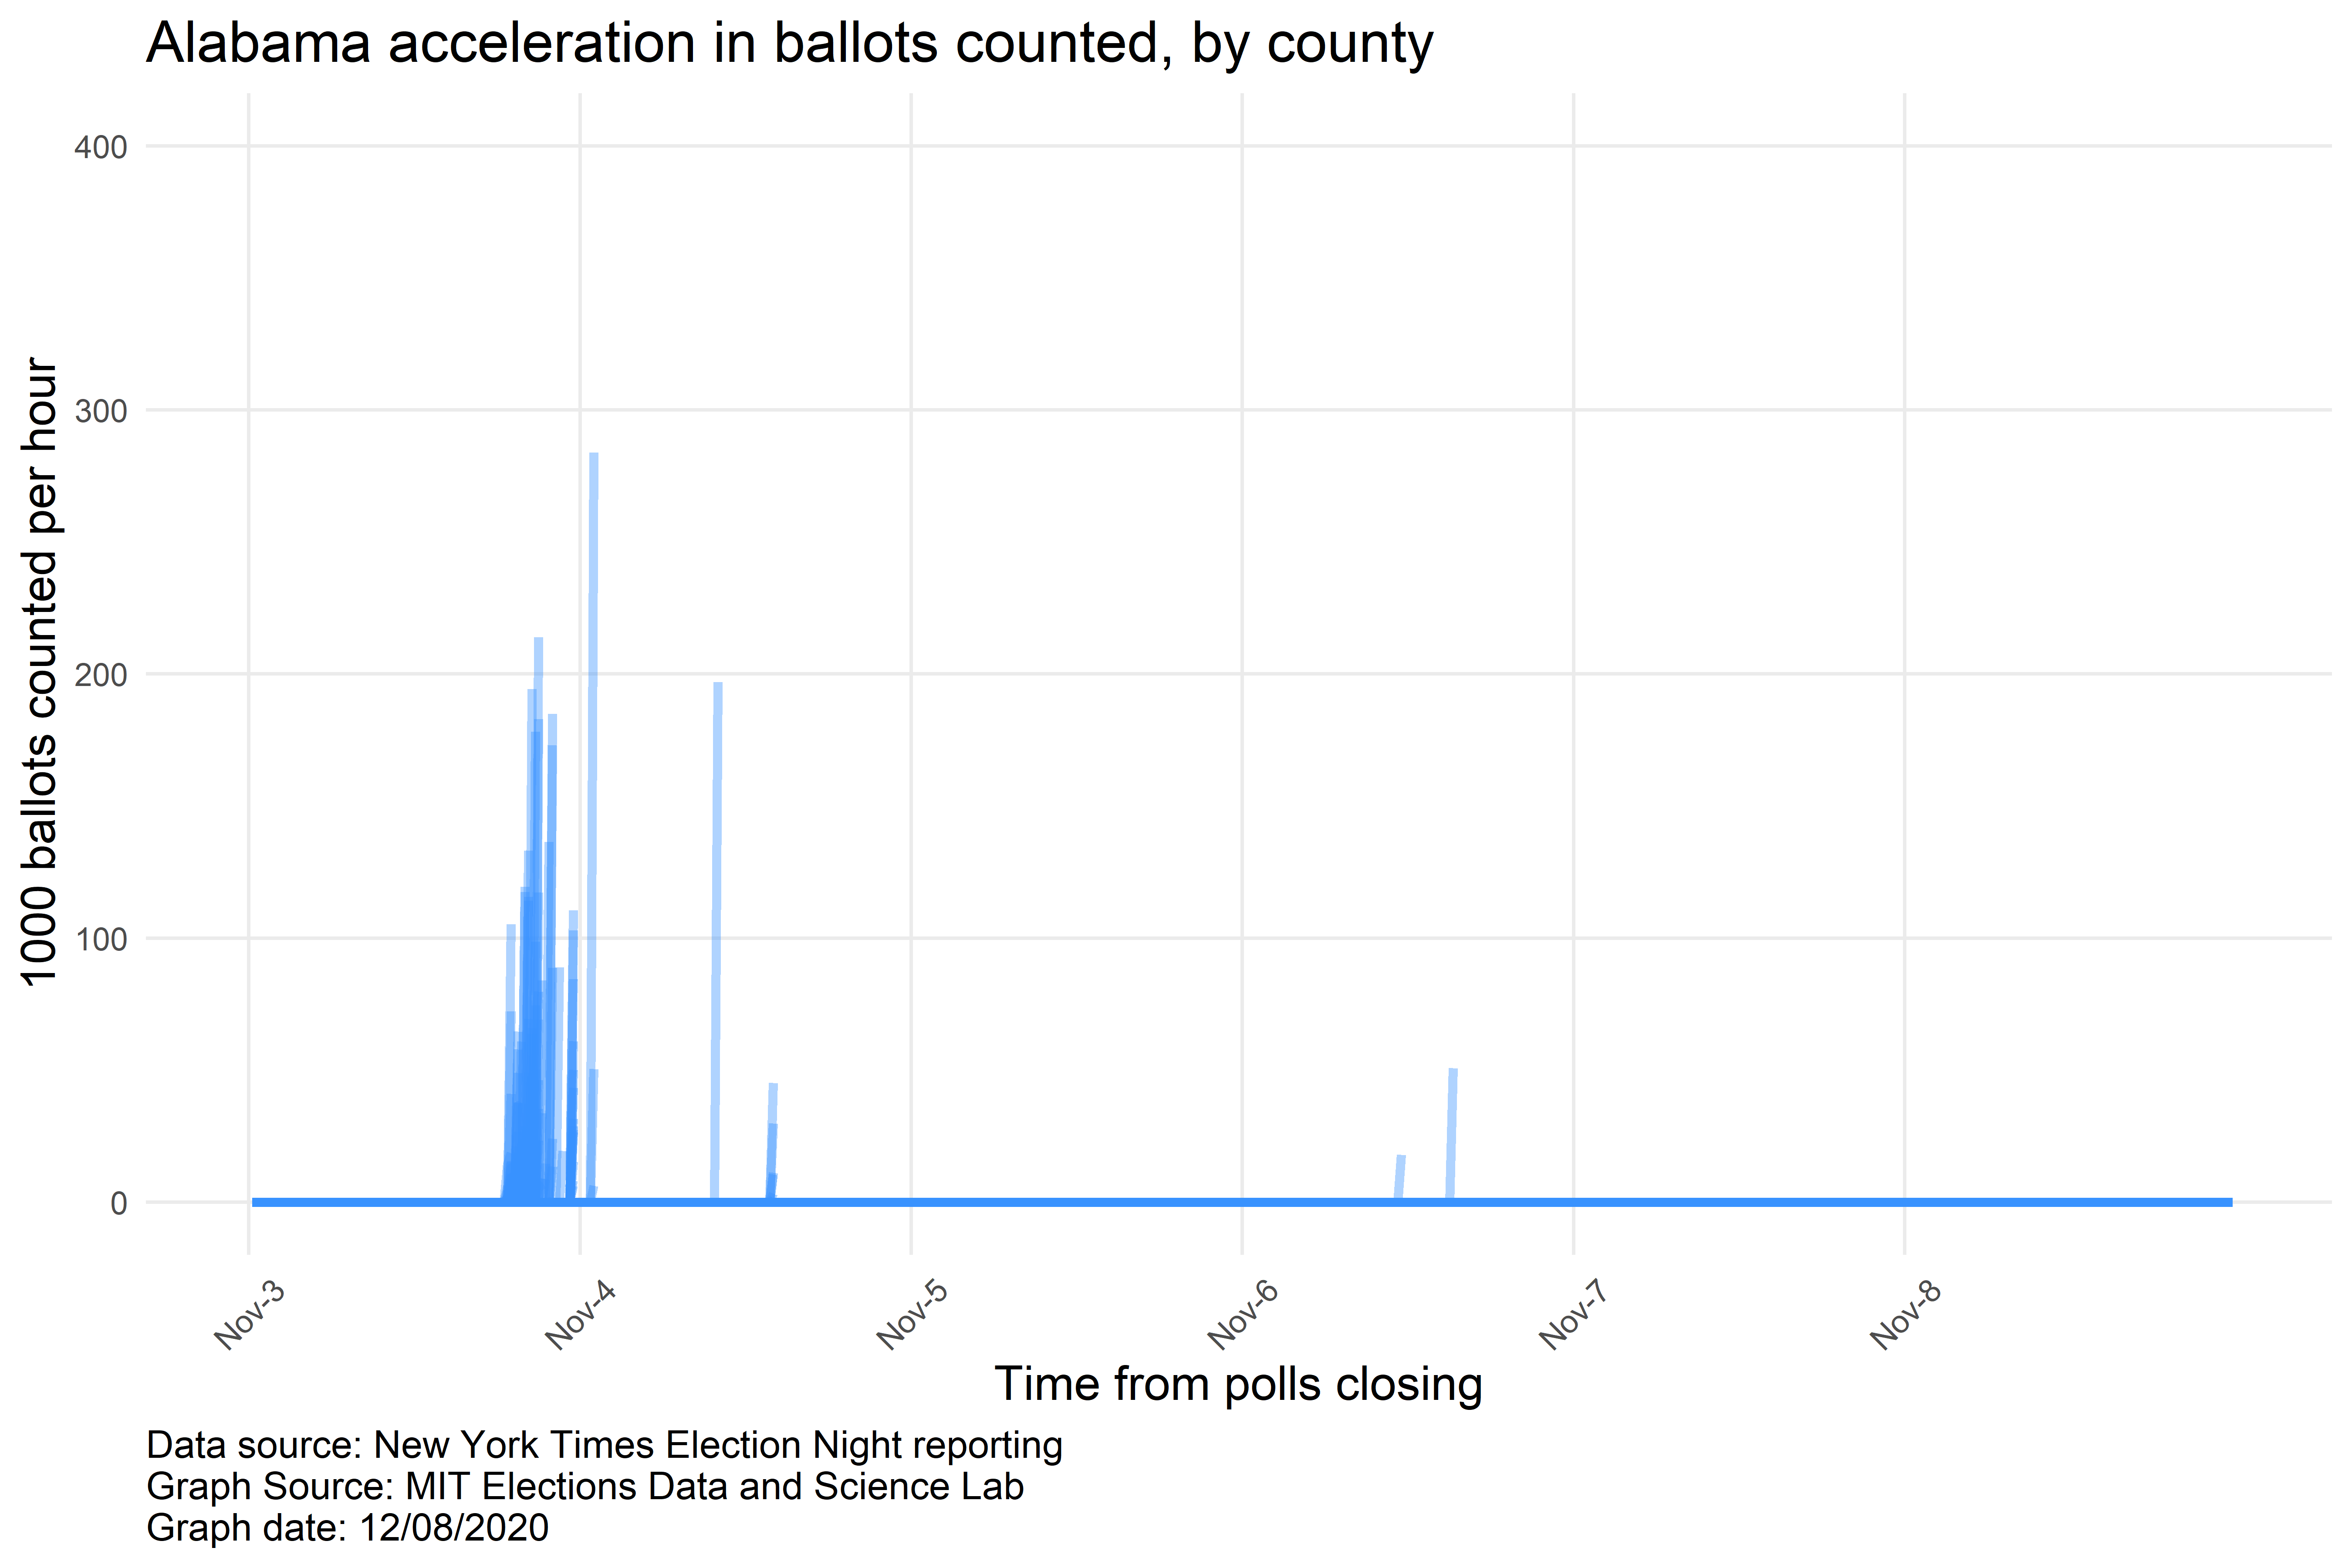 Alabama acceleration in ballots counted, by county
1000 ballots counted per hour
400
300
200
100
0
Nov-3
Nov-4
Nov-5
Nov-6
Nov-7
Nov-8
Time from polls closing
Data source: New York Times Election Night reporting
Graph Source: MIT Elections Data and Science Lab
Graph date: 12/08/2020